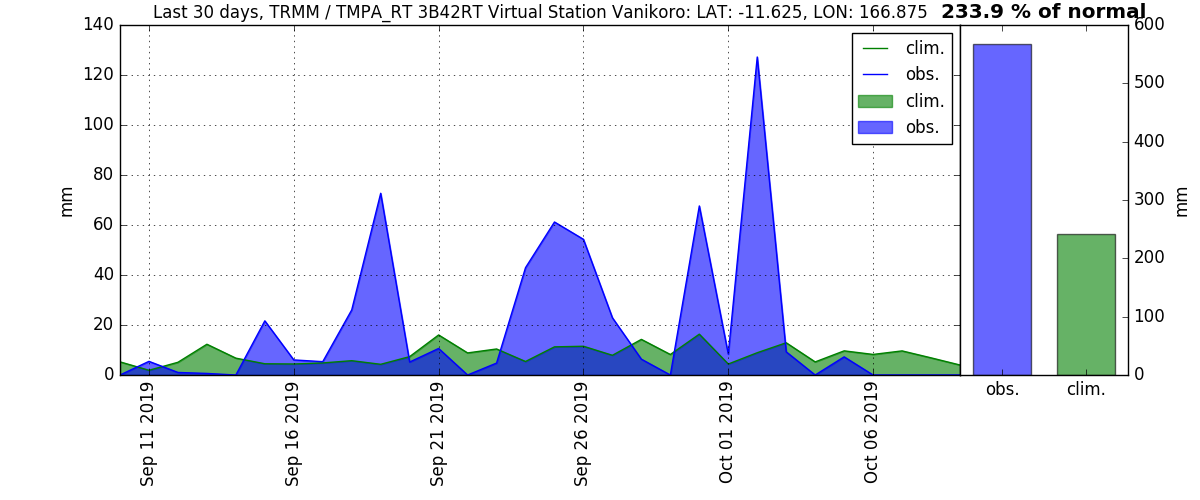 Last 30 days, TRMM / TMPA_RT 3B42RT Virtual Station Vanikoro: LAT: -11.625, LON: 166.875 233.9 % of normal
140
120
100
80
60
40
20
0
mm
clim.
obs.
clim.
obs.
Sep 11 2019
Sep 16 2019
Sep 21 2019
Sep 26 2019
Oct 01 2019
Oct 06 2019
600
500
400
300
200
100
0
mm
obs.
clim.